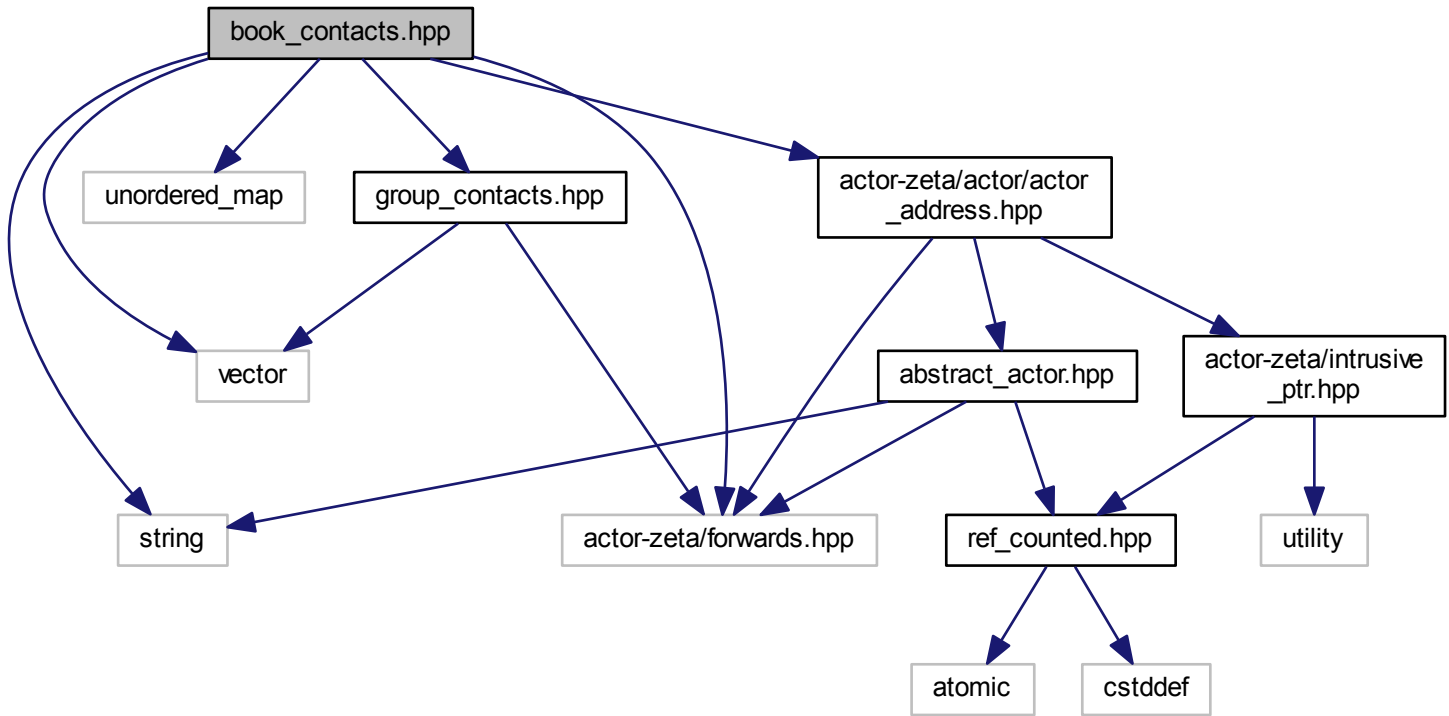 book_contacts.hpp
unordered_map
group_contacts.hpp
actor-zeta/actor/actor
_address.hpp
vector
abstract_actor.hpp
actor-zeta/intrusive
_ptr.hpp
string
actor-zeta/forwards.hpp
ref_counted.hpp
utility
atomic
cstddef